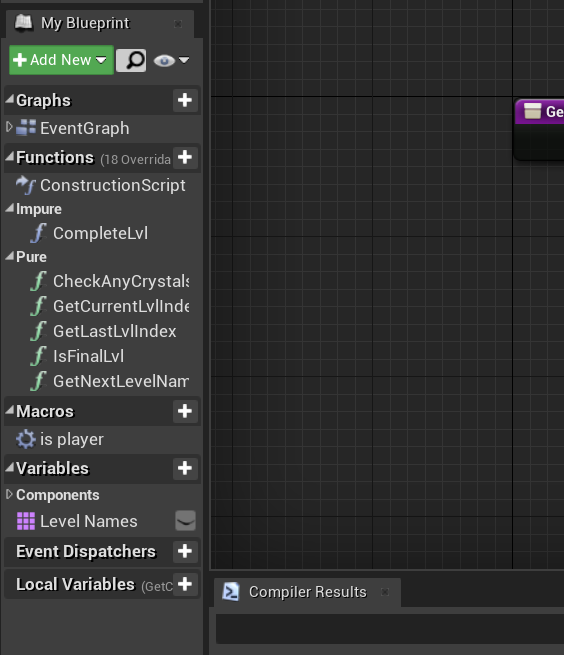 My Blueprint
Add New
Graphs
EventGraph
Functions (18 Overrida
ConstructionScript
Impure
CompleteLvl
Pure
CheckAnyCrystals
GetCurrentLvlInde
GetLastLvlIndex
IsFinalLvl
GetNextLevelNam
Macros
is player
Variables
Components
Level Names
Event Dispatchers
Local Variables (GetC
Ge
Compiler Results